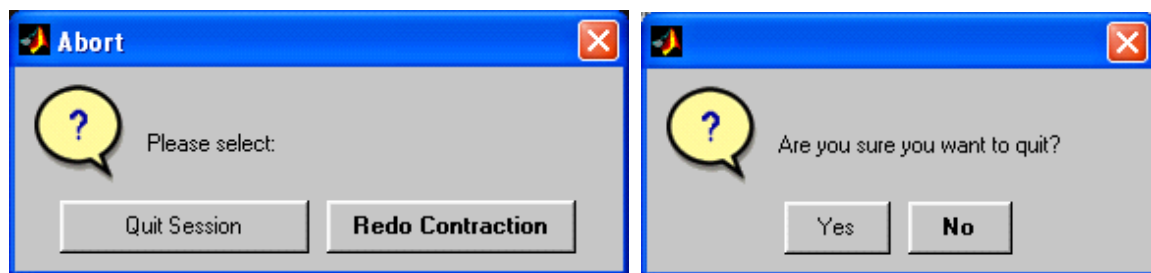 Abort
?
Please select:
Quit Session
Redo Contraction
?
Are you sure you want to quit?
Yes
No